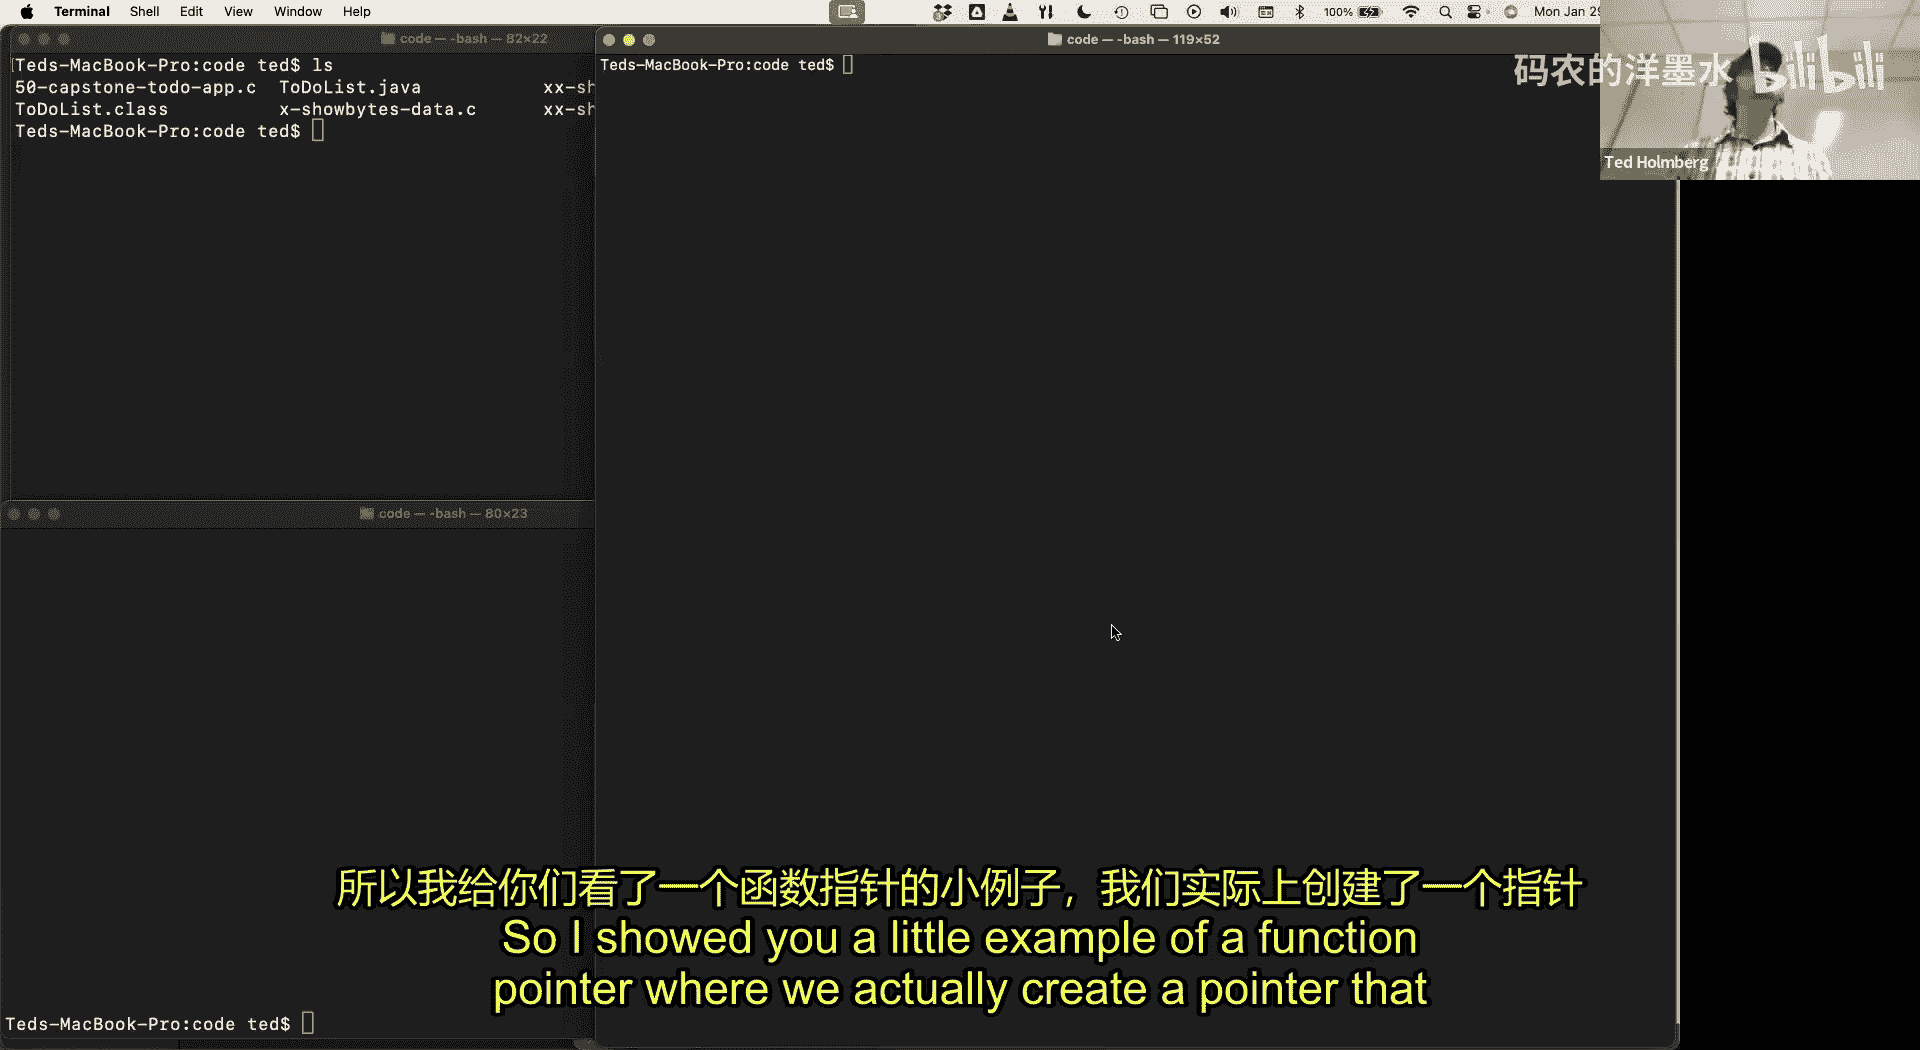 Terminal Shell Edit View Window Help 100% Mon Jan 29
code — -bash — 82×22
Teds-MacBook-Pro:code ted$ ls
50-capstone-todo-app.c ToDoList.java xx-sh
ToDoList.class x-showbytes-data.c xx-sh
Teds-MacBook-Pro:code ted$
code — -bash — 119×52
Teds-MacBook-Pro:code ted$
码农的洋墨水 bilibili
Ted Holmberg
code — -bash — 80×23
Teds-MacBook-Pro:code ted$
所以我给你们看了一个函数指针的小例子，我们实际上创建了一个指针
So I showed you a little example of a function
pointer where we actually create a pointer that